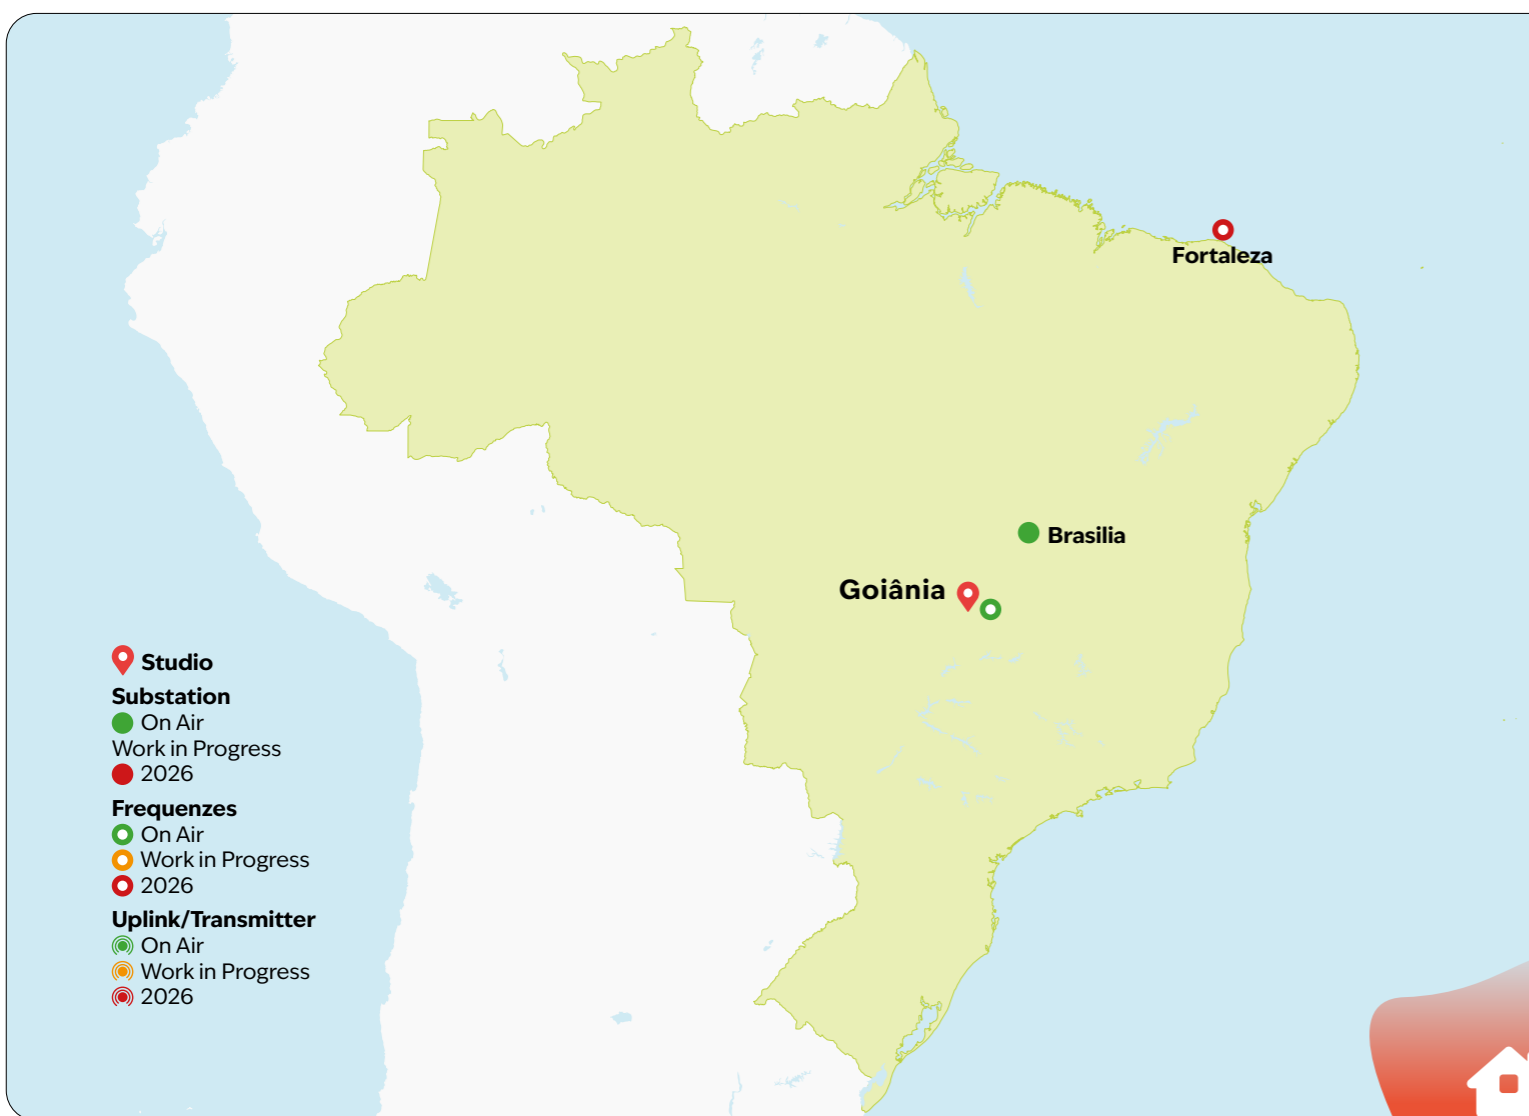 Fortaleza
Brasilia
Goiânia
Studio
Substation
On Air
Work in Progress
2026
Frequenzes
On Air
Work in Progress
2026
Uplink/Transmitter
On Air
Work in Progress
2026